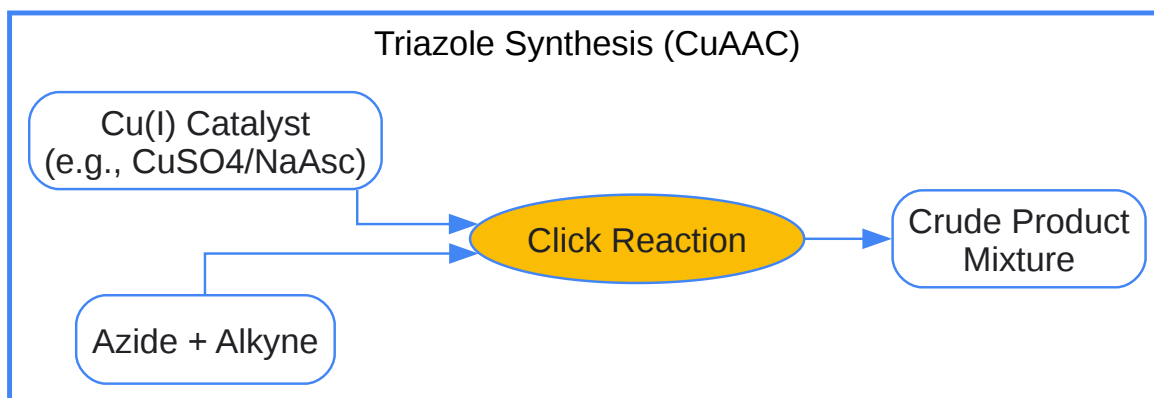 Triazole Synthesis (CuAAC)
Cu(I) Catalyst
(e.g., CuSO4/NaAsc)
Click Reaction
Crude Product
Mixture
Azide + Alkyne